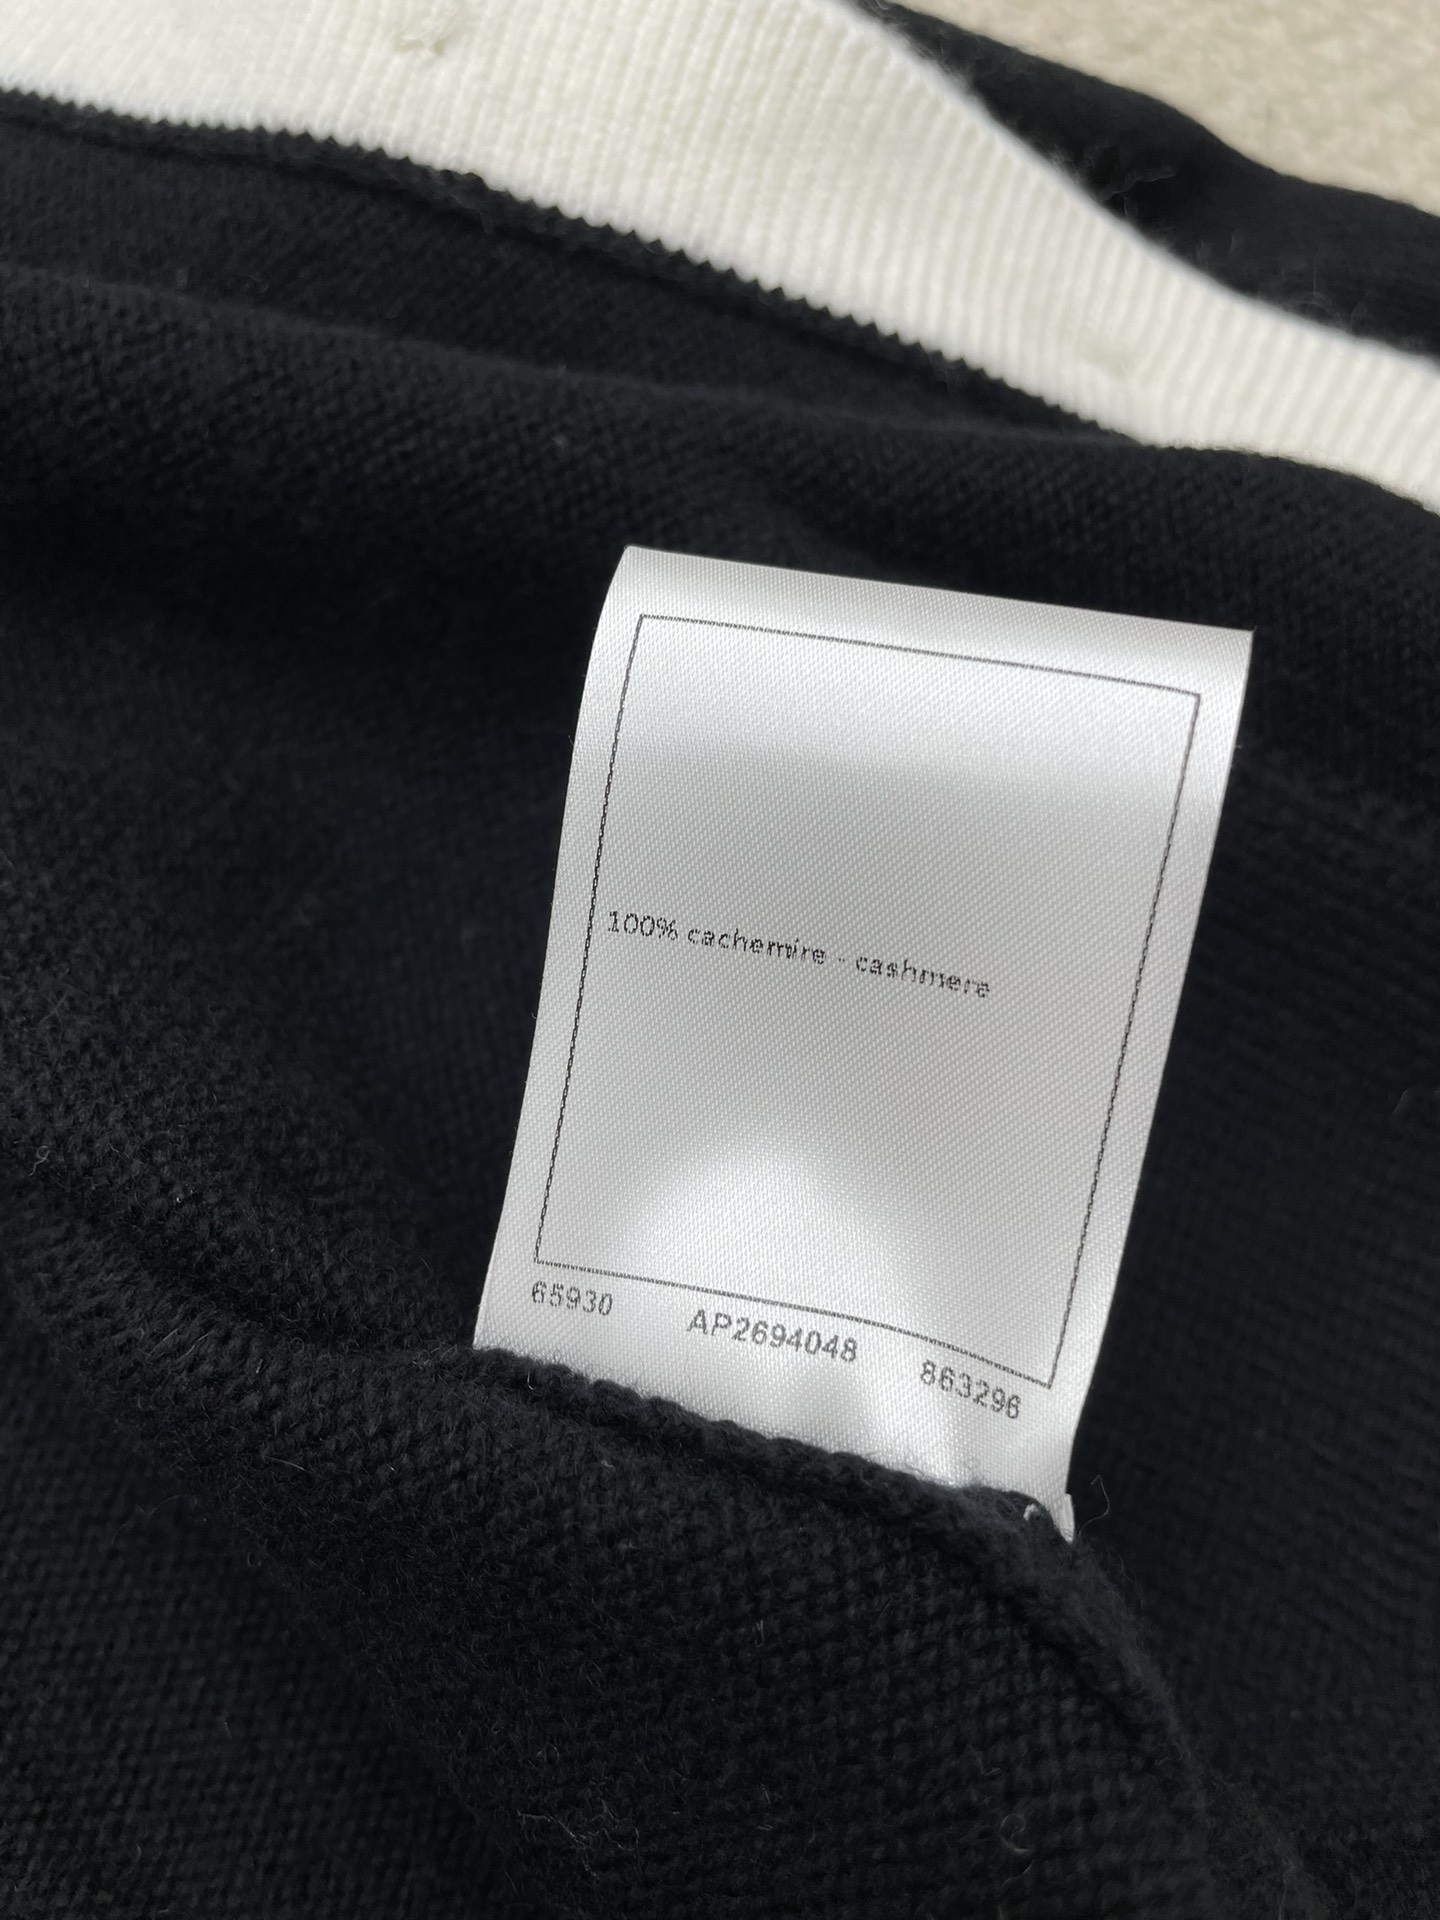 100% cachemire - cashmere
65930 AP2694048 863296